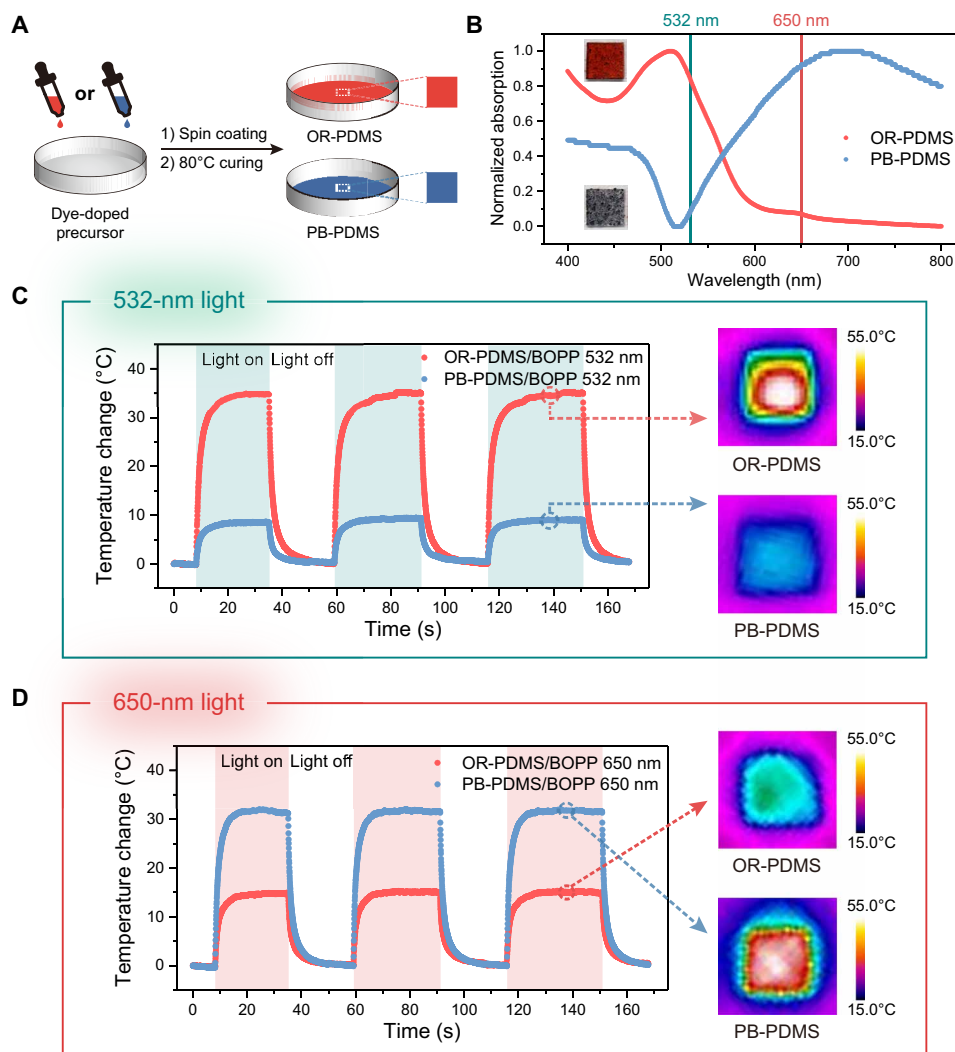 A
or
1) Spin coating
2) 80°C curing
Dye-doped
precursor
OR-PDMS
PB-PDMS
B
532 nm
650 nm
Normalized absorption
1.0
0.8
0.6
0.4
0.2
0.0
OR-PDMS
PB-PDMS
400
500
600
700
800
Wavelength (nm)
C
532-nm light
Temperature change (°C)
40
30
20
10
0
Light on
Light off
OR-PDMS/BOPP 532 nm
PB-PDMS/BOPP 532 nm
0
20
40
60
80
100
120
140
160
Time (s)
55.0°C
15.0°C
OR-PDMS
55.0°C
15.0°C
PB-PDMS
D
650-nm light
Temperature change (°C)
40
30
20
10
0
Light on
Light off
OR-PDMS/BOPP 650 nm
PB-PDMS/BOPP 650 nm
0
20
40
60
80
100
120
140
160
Time (s)
55.0°C
15.0°C
OR-PDMS
55.0°C
15.0°C
PB-PDMS